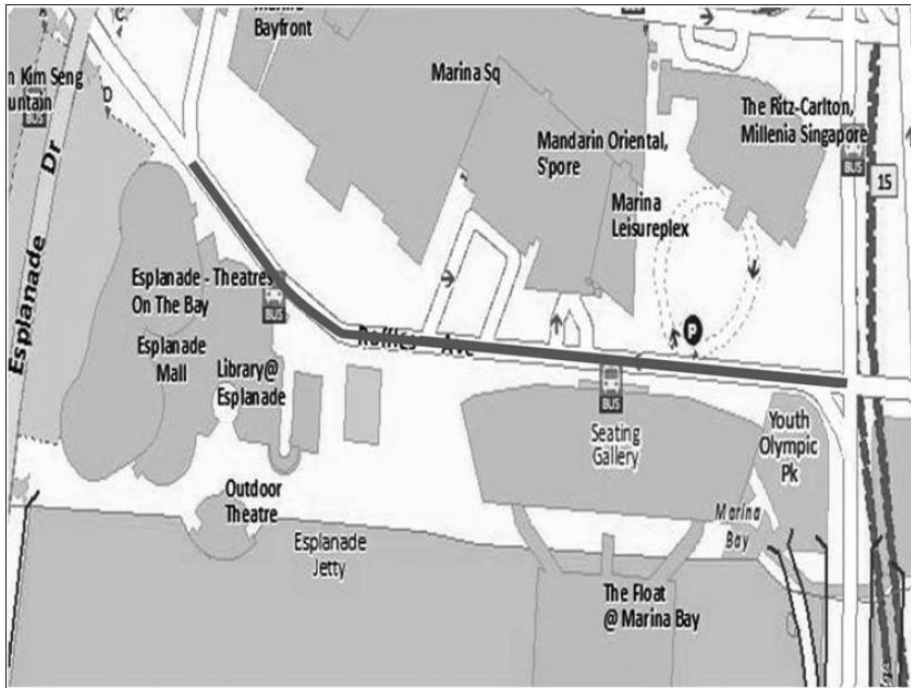 Bayfront
C
D
Marina Sq
n Kim Seng
untain
BUS
The Ritz-Carlton,
Millenia Singapore
BUS
15
Mandarin Oriental,
S'pore
Marina
Leisureplex
Esplanade Dr
Esplanade - Theatres
On The Bay
BUS
Esplanade
Mall
Library@
Esplanade
Raffles Ave
P
BUS
Seating
Gallery
Youth
Olympic
Pk
Outdoor
Theatre
Esplanade
Jetty
Marina
Bay
The Float
@ Marina Bay